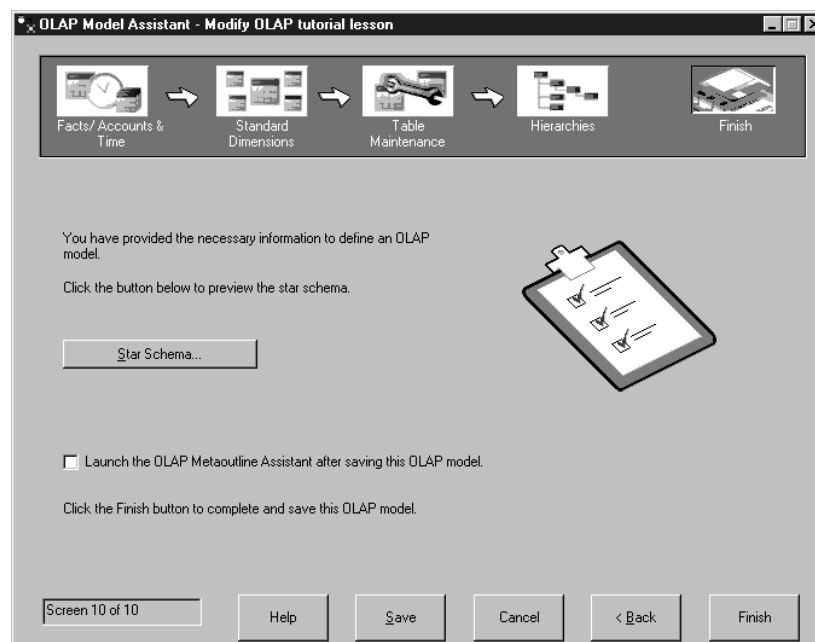 OLAP Model Assistant - Modify OLAP tutorial lesson
Facts/Accounts &
Time
Standard
Dimensions
Table
Maintenance
Hierarchies
Finish
You have provided the necessary information to define an OLAP
model.
Click the button below to preview the star schema.
Star Schema...
Launch the OLAP Metaoutline Assistant after saving this OLAP model.
Click the Finish button to complete and save this OLAP model.
Screen 10 of 10
Help
Save
Cancel
< Back
Finish